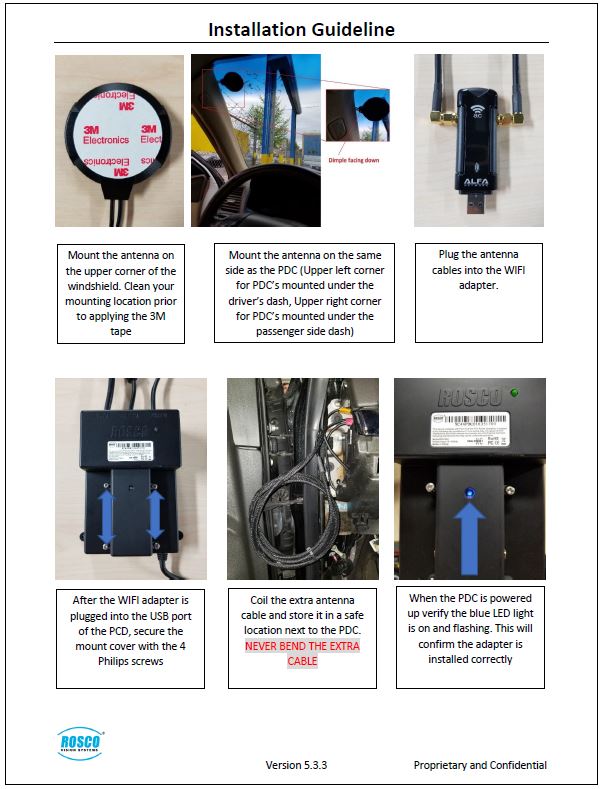 Installation Guideline
3M
Electronics
3M
Electronics
3M
Elect
Electronics
3M
Dimple facing down
ac
ALFA
Mount the antenna on
the upper corner of the
windshield. Clean your
mounting location prior
to applying the 3M
tape
Mount the antenna on the same
side as the PDC (Upper left corner
for PDC’s mounted under the
driver’s dash, Upper right corner
for PDC’s mounted under the
passenger side dash)
Plug the antenna
cables into the WIFI
adapter.
ROSCO
ROSCO
After the WIFI adapter is
plugged into the USB port
of the PCD, secure the
mount cover with the 4
Philips screws
Coil the extra antenna
cable and store it in a safe
location next to the PDC.
NEVER BEND THE EXTRA
CABLE
When the PDC is powered
up verify the blue LED light
is on and flashing. This will
confirm the adapter is
installed correctly
ROSCO
VISION SYSTEMS
Version 5.3.3
Proprietary and Confidential